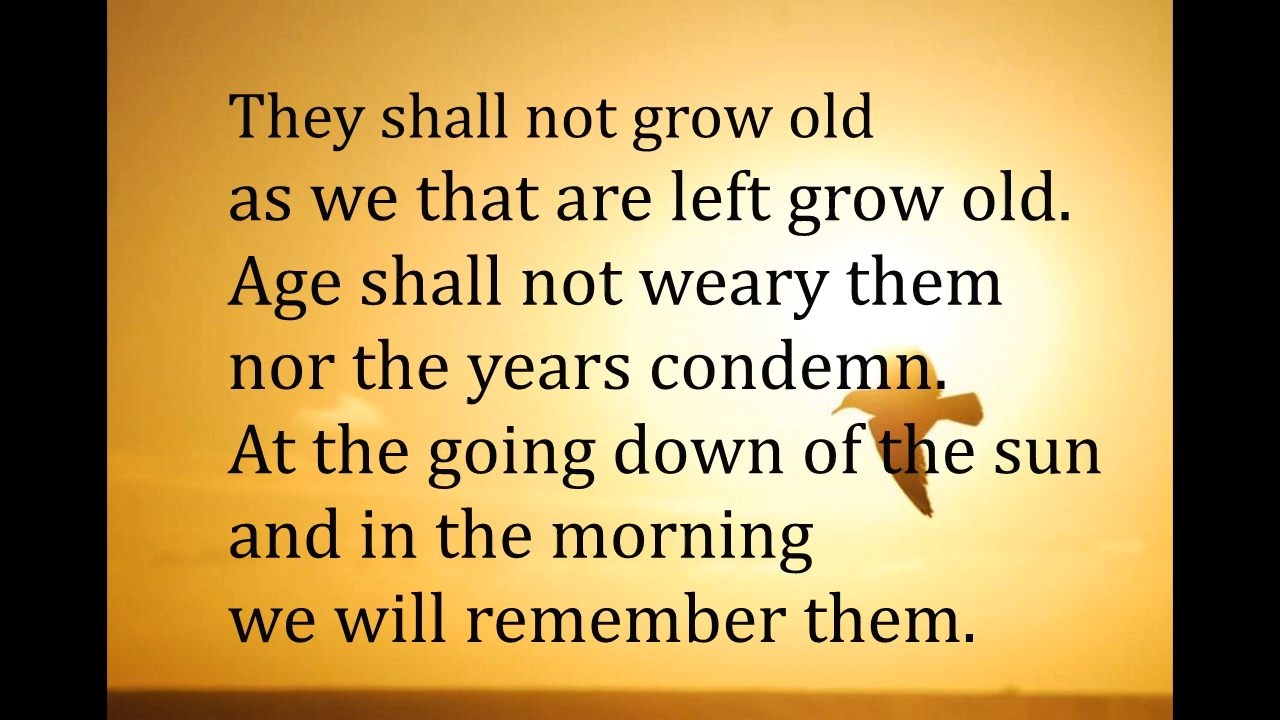 They shall not grow old
as we that are left grow old.
Age shall not weary them
nor the years condemn.
At the going down of the sun
and in the morning
we will remember them.